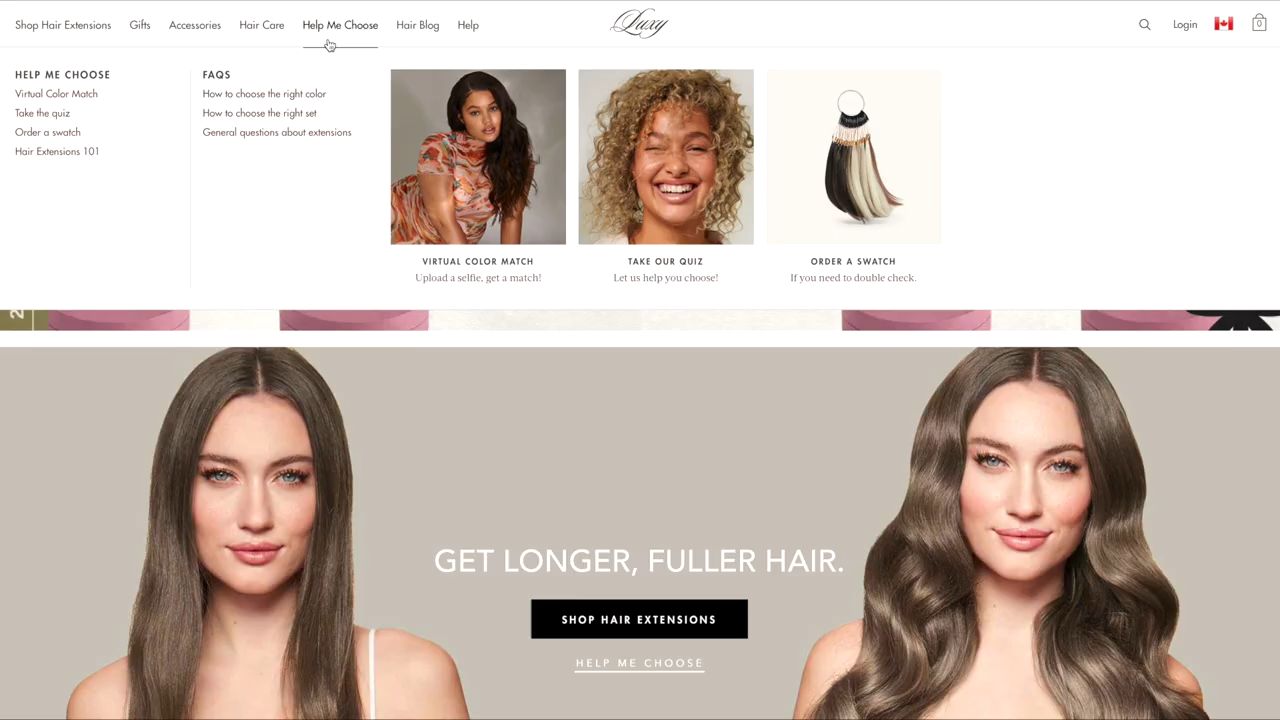 Shop Hair Extensions Gifts Accessories Hair Care Help Me Choose Hair Blog Help Luxy Login 0
HELP ME CHOOSE
Virtual Color Match
Take the quiz
Order a swatch
Hair Extensions 101
FAQS
How to choose the right color
How to choose the right set
General questions about extensions
VIRTUAL COLOR MATCH
Upload a selfie, get a match!
TAKE OUR QUIZ
Let us help you choose!
ORDER A SWATCH
If you need to double check.
GET LONGER, FULLER HAIR.
SHOP HAIR EXTENSIONS
HELP ME CHOOSE